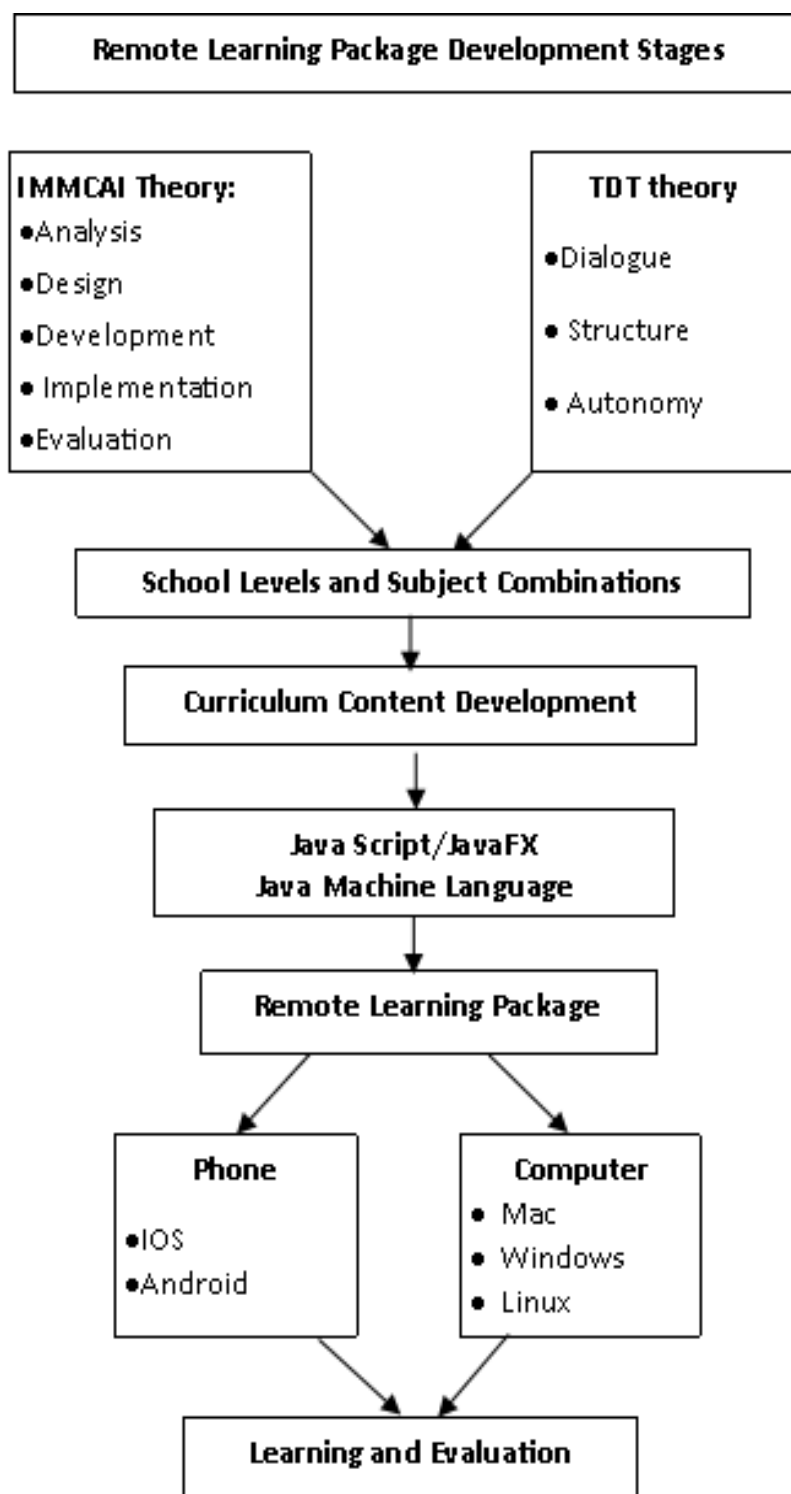 Remote Learning Package Development Stages
IMMCAI Theory:
●Analysis
●Design
●Development
● Implementation
●Evaluation
TDT theory
●Dialogue
● Structure
● Autonomy
School Levels and Subject Combinations
Curriculum Content Development
Java Script/JavaFX
Java Machine Language
Remote Learning Package
Phone
●IOS
●Android
Computer
● Mac
● Windows
● Linux
Learning and Evaluation